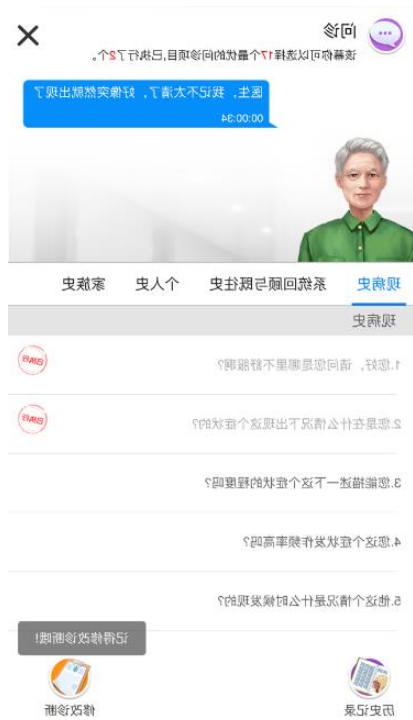 问诊
该幕你可以选择17个最优的问诊项目,已执行了2个。
医生，我记不太清了，好像突然就出现了
00:00:34
现病史 系统回顾与既往史 个人史 家族史
现病史
1.您好，请问您是哪里不舒服啊？
已执行
2.您是在什么情况下出现这个症状的？
已执行
3.您能描述一下这个症状的程度吗？
4.您这个症状发作频率高吗？
5.他这个情况是什么时候发现的？
记得修改诊断哦！
历史记录 修改诊断